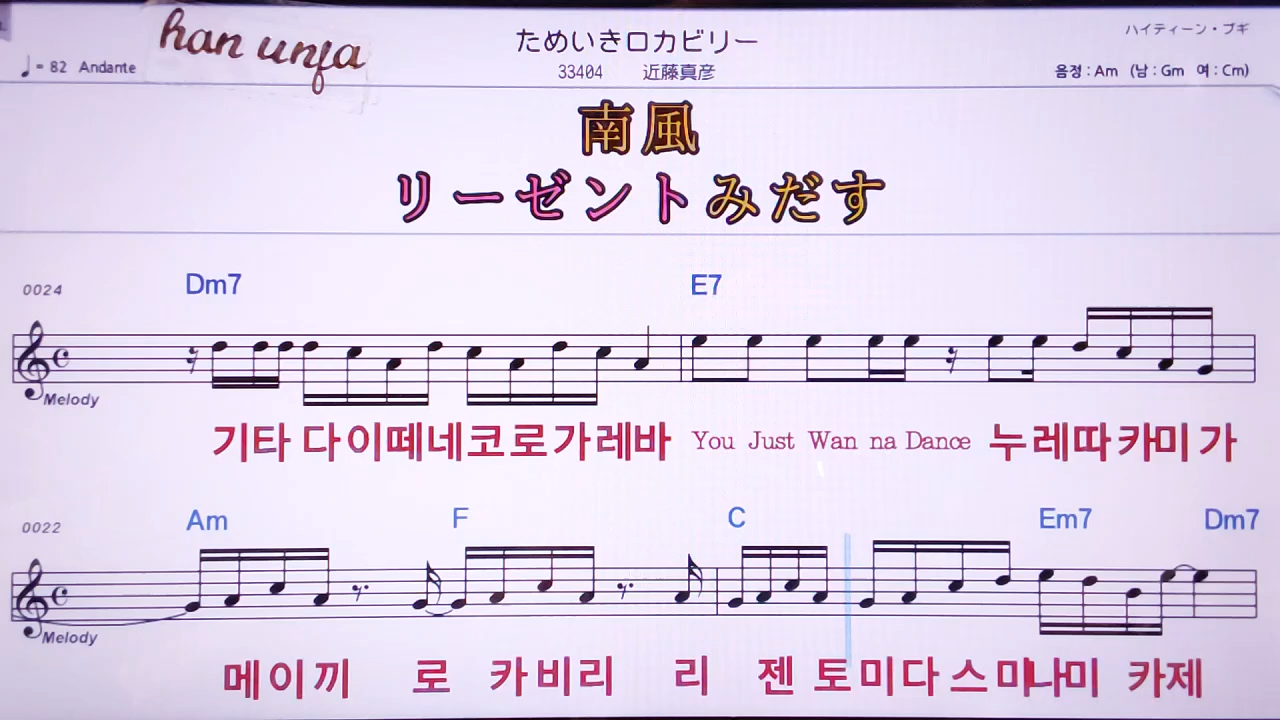 han unfa
ためいきロカビリー
ハイティーン・ブギ
♩= 82 Andante
33404 近藤真彦
음정 : Am (남 : Gm 여 : Cm)
南風
リーゼントみだす
0024 Dm7 E7
Melody
기타 다이떼네코로가레바 You Just Wan na Dance 누레따카미가
0022 Am F C Em7 Dm7
Melody
메이끼 로 카비리 리 젠 토미다스미나미 카제